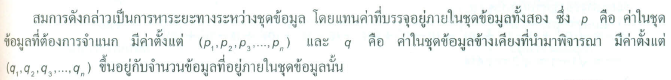 สมการดังกล่าวเป็นการหาระยะทางระหว่างชุดข้อมูล โดยแทนค่าที่บรรจุอยู่ภายในชุดข้อมูลทั้งสอง ซึ่ง p คือ ค่าในชุด
ข้อมูลที่ต้องการจำแนก มีค่าตั้งแต่ (p₁,p₂,p₃,...,pₙ) และ q คือ ค่าในชุดข้อมูลข้างเคียงที่นำมาพิจารณา มีค่าตั้งแต่
(q₁,q₂,q₃,...,qₙ) ขึ้นอยู่กับจำนวนข้อมูลที่อยู่ภายในชุดข้อมูลนั้น